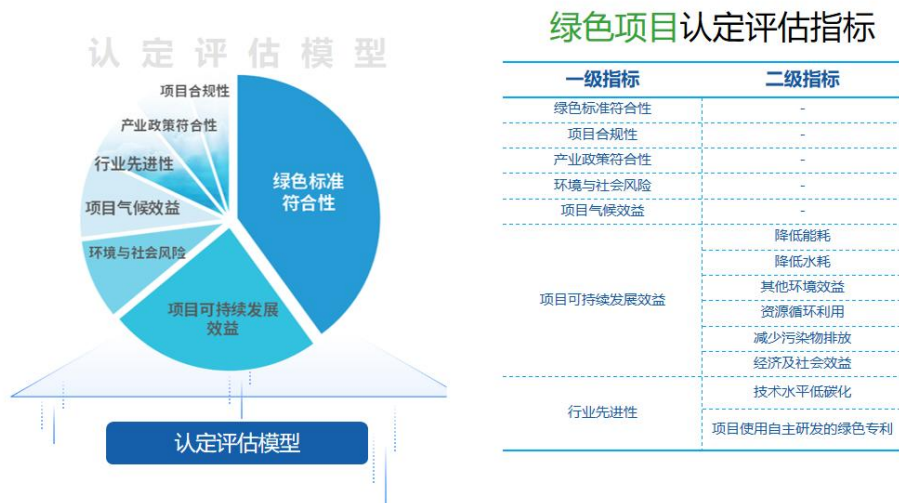 认定评估模型
项目合规性
产业政策符合性
行业先进性
项目气候效益
环境与社会风险
绿色标准
符合性
项目可持续发展
效益
认定评估模型
绿色项目认定评估指标
一级指标 二级指标
绿色标准符合性 -
项目合规性 -
产业政策符合性 -
环境与社会风险 -
项目气候效益 -
项目可持续发展效益
降低能耗
降低水耗
其他环境效益
资源循环利用
减少污染物排放
经济及社会效益
行业先进性
技术水平低碳化
项目使用自主研发的绿色专利